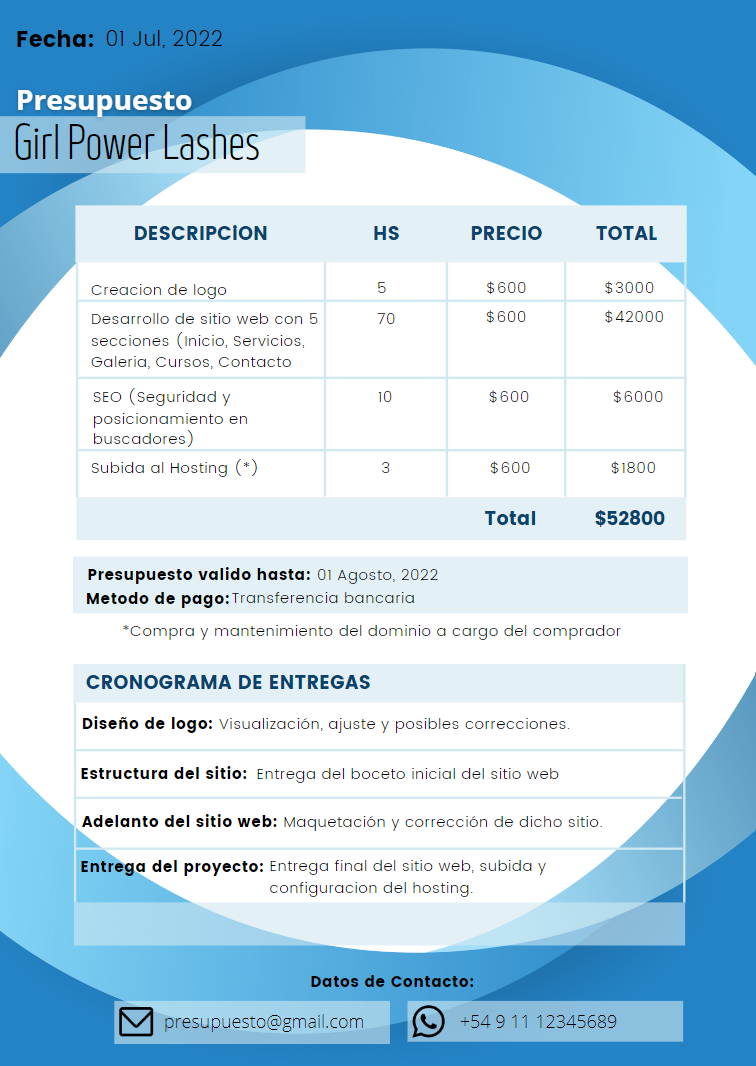 Fecha: 01 Jul, 2022
Presupuesto
Girl Power Lashes
DESCRIPCiON HS PRECIO TOTAL
Creacion de logo 5 $600 $3000
Desarrollo de sitio web con 5 70 $600 $42000
secciones (Inicio, Servicios,
Galeria, Cursos, Contacto
SEO (Seguridad y 10 $600 $6000
posicionamiento en
buscadores)
Subida al Hosting (*) 3 $600 $1800
Total $52800
Presupuesto valido hasta: 01 Agosto, 2022
Metodo de pago: Transferencia bancaria
*Compra y mantenimiento del dominio a cargo del comprador
CRONOGRAMA DE ENTREGAS
Diseño de logo: Visualización, ajuste y posibles correcciones.
Estructura del sitio: Entrega del boceto inicial del sitio web
Adelanto del sitio web: Maquetación y corrección de dicho sitio.
Entrega del proyecto: Entrega final del sitio web, subida y
configuracion del hosting.
Datos de Contacto:
presupuesto@gmail.com +54 9 11 12345689